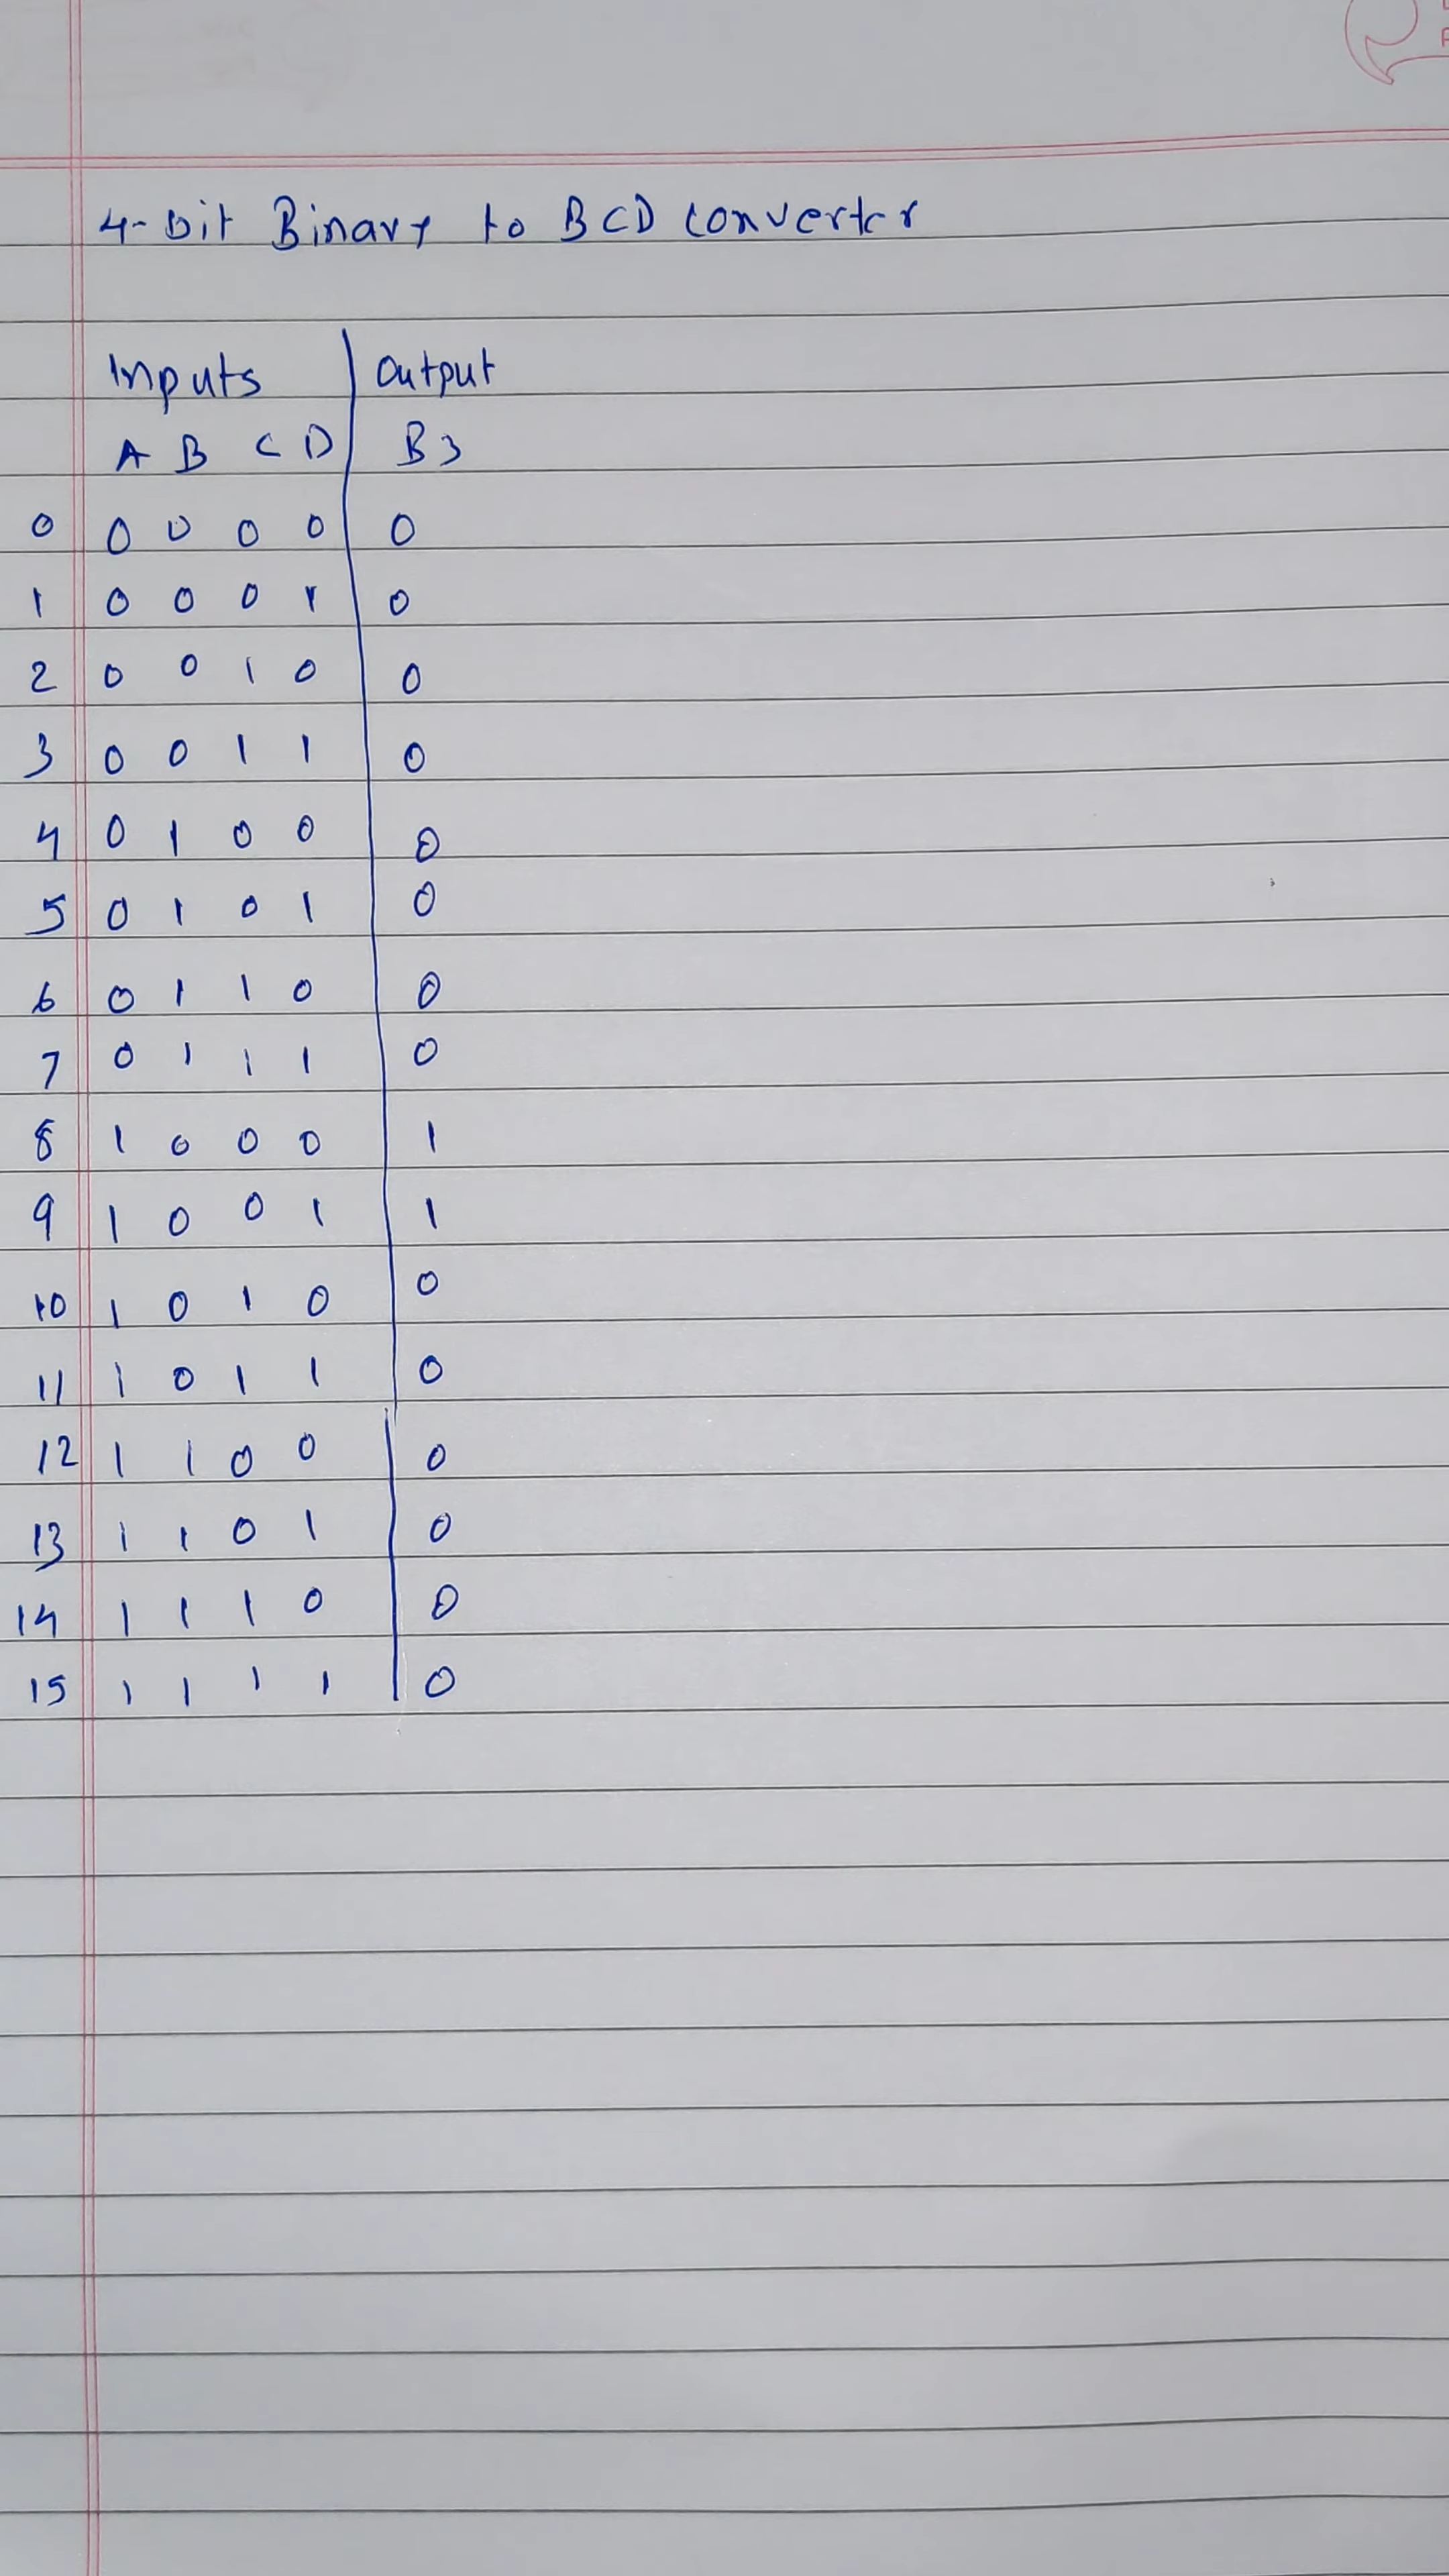 4-bit Binary to BCD converter
Inputs Output
A B C D B3
0 0 0 0 0 0
1 0 0 0 1 0
2 0 0 1 0 0
3 0 0 1 1 0
4 0 1 0 0 0
5 0 1 0 1 0
6 0 1 1 0 0
7 0 1 1 1 0
8 1 0 0 0 1
9 1 0 0 1 1
10 1 0 1 0 0
11 1 0 1 1 0
12 1 1 0 0 0
13 1 1 0 1 0
14 1 1 1 0 0
15 1 1 1 1 0